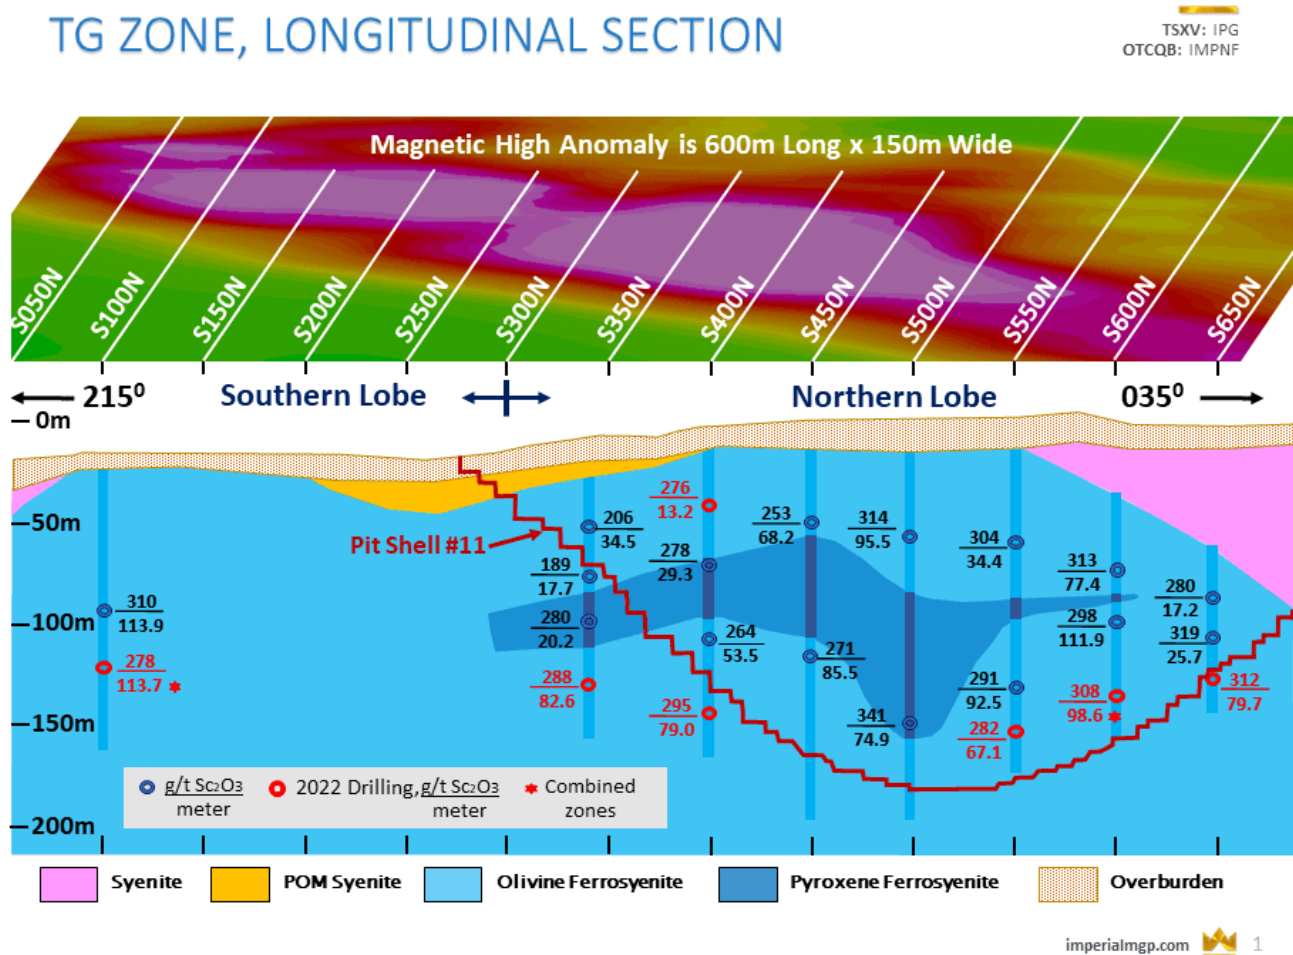 TG ZONE, LONGITUDINAL SECTION
TSXV: IPG
OTCQB: IMPNF
Magnetic High Anomaly is 600m Long x 150m Wide
S050N
S100N
S150N
S200N
S250N
S300N
S350N
S400N
S450N
S500N
S550N
S600N
S650N
215⁰
Southern Lobe
Northern Lobe
035⁰
0m
50m
100m
150m
200m
Pit Shell #11
310
113.9
278
113.7
206
34.5
189
17.7
280
20.2
288
82.6
276
13.2
278
29.3
264
53.5
295
79.0
253
68.2
271
85.5
314
95.5
341
74.9
304
34.4
291
92.5
282
67.1
313
77.4
298
111.9
308
98.6
280
17.2
319
25.7
312
79.7
g/t Sc₂O₃
meter
2022 Drilling, g/t Sc₂O₃
meter
Combined
zones
Syenite
POM Syenite
Olivine Ferrosyenite
Pyroxene Ferrosyenite
Overburden
imperialmgp.com
1